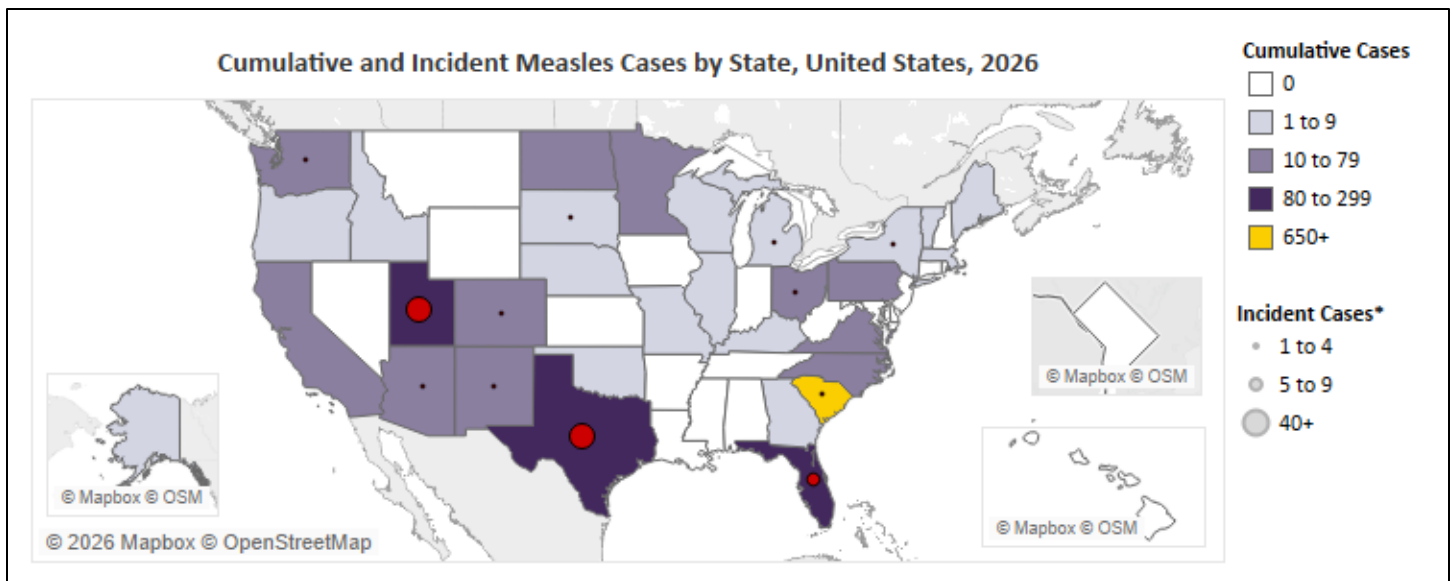 Cumulative and Incident Measles Cases by State, United States, 2026
Cumulative Cases
0
1 to 9
10 to 79
80 to 299
650+
Incident Cases*
1 to 4
5 to 9
40+
© Mapbox © OSM
© Mapbox © OSM
© Mapbox © OSM
© 2026 Mapbox © OpenStreetMap